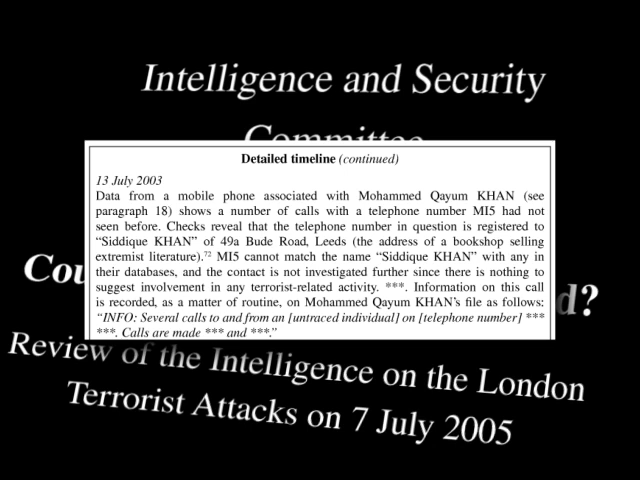 Intelligence and Security
Committee
Detailed timeline (continued)
13 July 2003
Data from a mobile phone associated with Mohammed Qayum KHAN (see
paragraph 18) shows a number of calls with a telephone number MI5 had not
seen before. Checks reveal that the telephone number in question is registered to
“Siddique KHAN” of 49a Bude Road, Leeds (the address of a bookshop selling
extremist literature).72 MI5 cannot match the name “Siddique KHAN” with any in
their databases, and the contact is not investigated further since there is nothing to
suggest involvement in any terrorist-related activity. ***. Information on this call
is recorded, as a matter of routine, on Mohammed Qayum KHAN’s file as follows:
“INFO: Several calls to and from an [untraced individual] on [telephone number] ***
***. Calls are made *** and ***.”
Review of the Intelligence on the London
Terrorist Attacks on 7 July 2005